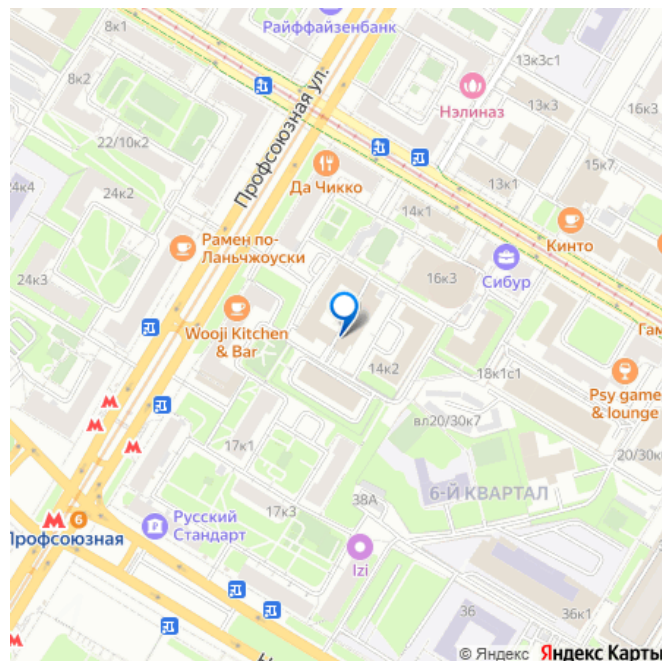 8к1
Райффайзенбанк
8к2
13к3с1
Нэлиназ
13к3
16к3
Профсоюзная ул.
22/10к2
15к7
Да Чикко
24к4
24к2
13к1
14к1
Кинто
Рамен по-
Ланьчжоуски
24к3
16к3
Сибур
Wooji Kitchen
& Bar
Гам
14к2
18к1с1
Psy game
& lounge
вл20/30к7
17к1
20/30к
6-Й КВАРТАЛ
38А
17к3
6
Профсоюзная
Русский
Стандарт
Izi
36
36к1
© Яндекс Яндекс Карты